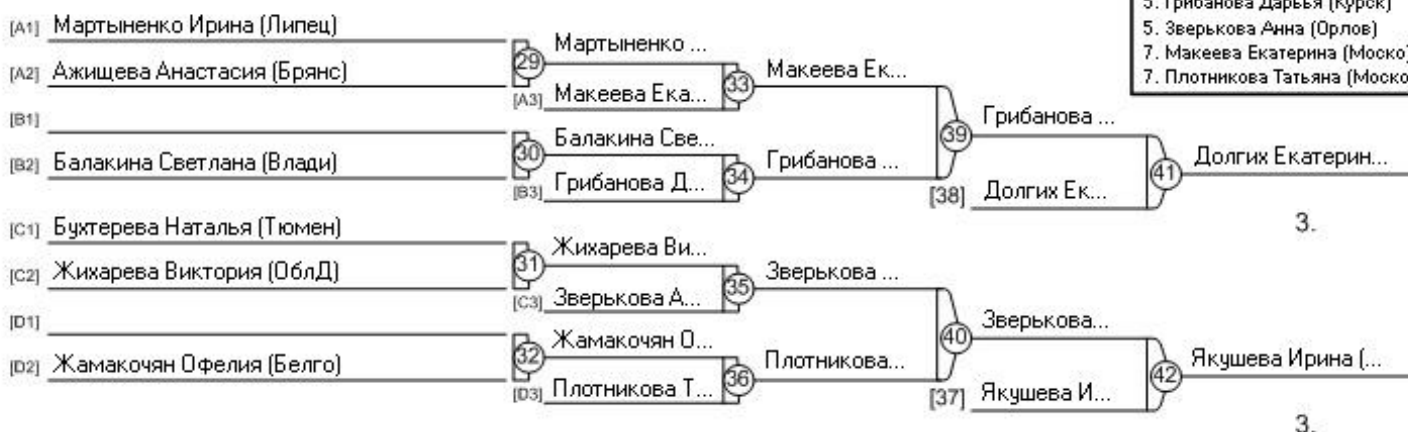 5. Грибанова Дарья (Курск)
5. Зверькова Анна (Орлов)
7. Макеева Екатерина (Моско)
7. Плотникова Татьяна (Моско
[A1] Мартыненко Ирина (Липец)
[A2] Ажищева Анастасия (Брянс)
29
Мартыненко ...
[A3] Макеева Ека...
33
Макеева Ек...
[B1]
[B2] Балакина Светлана (Влади)
30
Балакина Све...
[B3] Грибанова Д...
34
Грибанова ...
39
Грибанова ...
[38] Долгих Ек...
41
Долгих Екатерин...
3.
[C1] Бухтерева Наталья (Тюмен)
[C2] Жихарева Виктория (ОблД)
31
Жихарева Ви...
[C3] Зверькова А...
35
Зверькова ...
[D1]
[D2] Жамакочян Офелия (Белго)
32
Жамакочян О...
[D3] Плотникова Т...
36
Плотникова...
40
Зверькова...
[37] Якушева И...
42
Якушева Ирина (...
3.